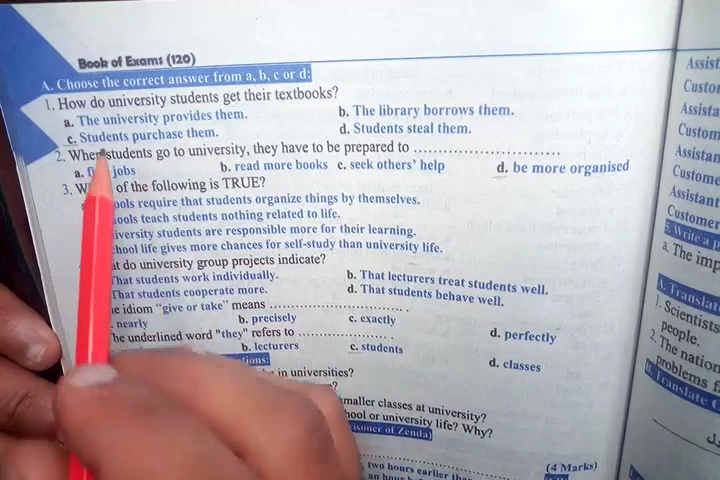 Book of Exams (120)
A. Choose the correct answer from a, b, c or d:
1. How do university students get their textbooks?
a. The university provides them. b. The library borrows them.
c. Students purchase them. d. Students steal them.
2. When students go to university, they have to be prepared to ..............................
a. jobs b. read more books c. seek others' help d. be more organised
3. of the following is TRUE?
require that students organize things by themselves.
teach students nothing related to life.
students are responsible more for their learning.
life gives more chances for self-study than university life.
do university group projects indicate?
That students work individually. b. That lecturers treat students well.
That students cooperate more. d. That students behave well.
idiom "give or take" means ..............................
nearly b. precisely c. exactly d. perfectly
he underlined word "they" refers to ....................
b. lecturers c. students d. classes
in universities?
?
smaller classes at university?
or university life? Why?
of Zenda)
(4 Marks)
two hours earlier
an hour
Assist
Custo
Assista
Custom
Assistan
Custome
Assistant
Customer
5. Write a p
a. The imp
A. Translat
1. Scientists
people.
2. The nation
problems f
B. Translate